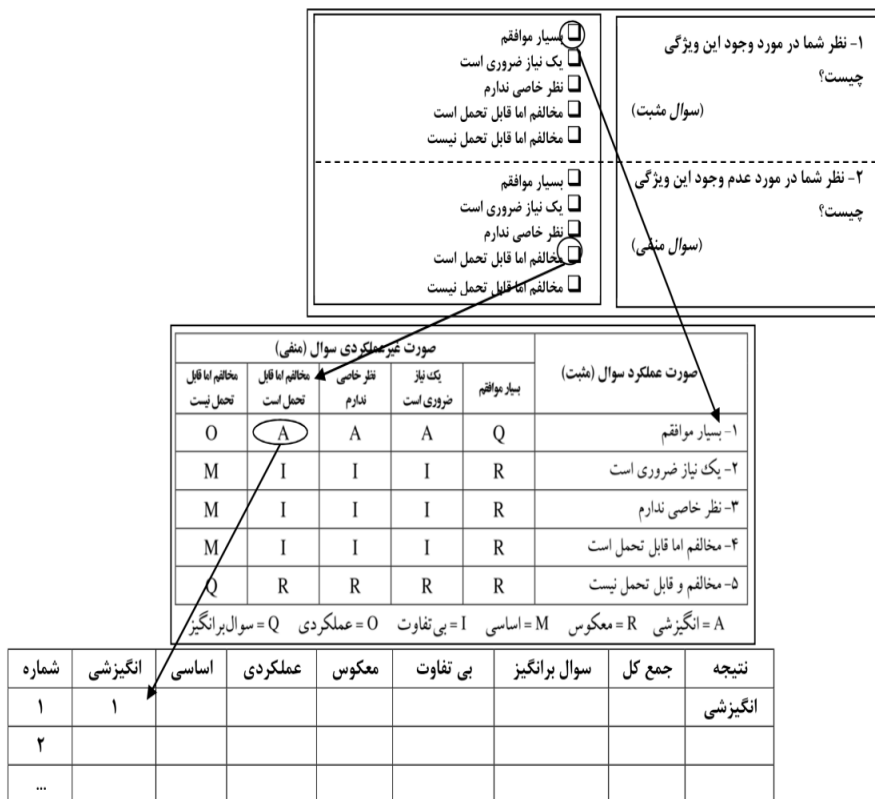 ۱- نظر شما در مورد وجود این ویژگی
چیست؟
(سوال مثبت)
بسیار موافقم
یک نیاز ضروری است
نظر خاصی ندارم
مخالفم اما قابل تحمل است
مخالفم اما قابل تحمل نیست
۲- نظر شما در مورد عدم وجود این ویژگی
چیست؟
(سوال منفی)
بسیار موافقم
یک نیاز ضروری است
نظر خاصی ندارم
مخالفم اما قابل تحمل است
مخالفم اما قابل تحمل نیست
صورت عملکرد سوال (مثبت) صورت غیرعملکردی سوال (منفی)
بسیار موافقم یک نیاز ضروری است نظر خاصی ندارم مخالفم اما قابل تحمل است مخالفم اما قابل تحمل نیست
۱- بسیار موافقم Q A A A O
۲- یک نیاز ضروری است R I I I M
۳- نظر خاصی ندارم R I I I M
۴- مخالفم اما قابل تحمل است R I I I M
۵- مخالفم و قابل تحمل نیست R R R R Q
A = انگیزشی R = معکوس M = اساسی I = بی‌تفاوت O = عملکردی Q = سوال‌برانگیز
نتیجه جمع کل سوال برانگیز بی تفاوت معکوس عملکردی اساسی انگیزشی شماره
انگیزشی ۱ ۱
۲
...